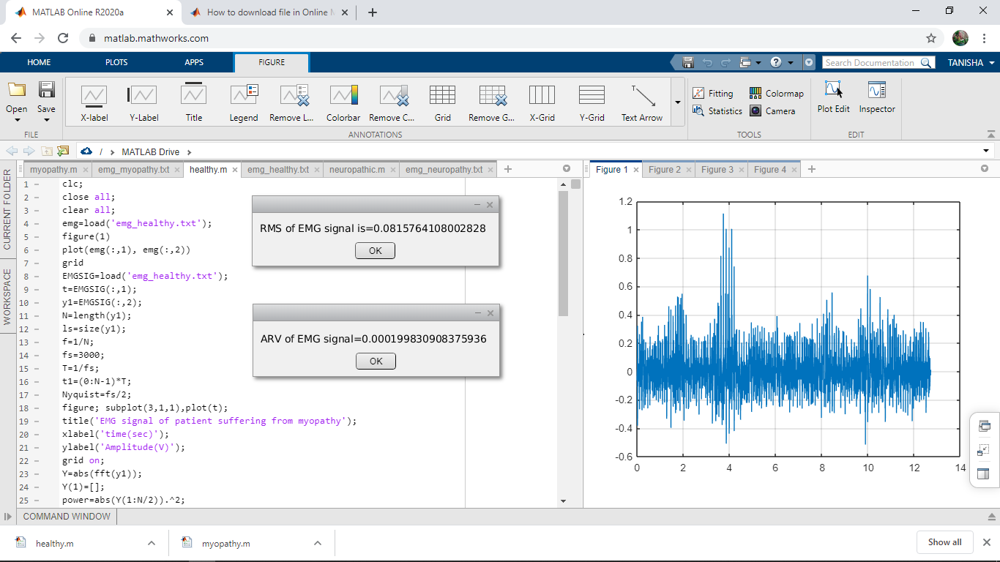 MATLAB Online R2020a
How to download file in Online M
matlab.mathworks.com
HOME PLOTS APPS FIGURE
Search Documentation
TANISHA
Open
Save
X-label
Y-Label
Title
Legend
Remove L...
Colorbar
Remove C...
Grid
Remove G...
X-Grid
Y-Grid
Text Arrow
Fitting
Statistics
Colormap
Camera
Plot Edit
Inspector
FILE ANNOTATIONS TOOLS EDIT
/ MATLAB Drive
CURRENT FOLDER
WORKSPACE
myopathy.m emg_myopathy.txt healthy.m emg_healthy.txt neuropathic.m emg_neuropathy.txt
1 clc;
2 close all;
3 clear all;
4 emg=load('emg_healthy.txt');
5 figure(1)
6 plot(emg(:,1), emg(:,2))
7 grid
8 EMGSIG=load('emg_healthy.txt');
9 t=EMGSIG(:,1);
10 y1=EMGSIG(:,2);
11 N=length(y1);
12 ls=size(y1);
13 f=1/N;
14 fs=3000;
15 T=1/fs;
16 t1=(0:N-1)*T;
17 Nyquist=fs/2;
18 figure; subplot(3,1,1),plot(t);
19 title('EMG signal of patient suffering from myopathy');
20 xlabel('time(sec)');
21 ylabel('Amplitude(V)');
22 grid on;
23 Y=abs(fft(y1));
24 Y(1)=[];
25 power=abs(Y(1:N/2)).^2;
RMS of EMG signal is=0.0815764108002828
OK
ARV of EMG signal=0.000199830908375936
OK
Figure 1 Figure 2 Figure 3 Figure 4
1.2
1
0.8
0.6
0.4
0.2
0
-0.2
-0.4
-0.6
0 2 4 6 8 10 12 14
COMMAND WINDOW
healthy.m
myopathy.m
Show all